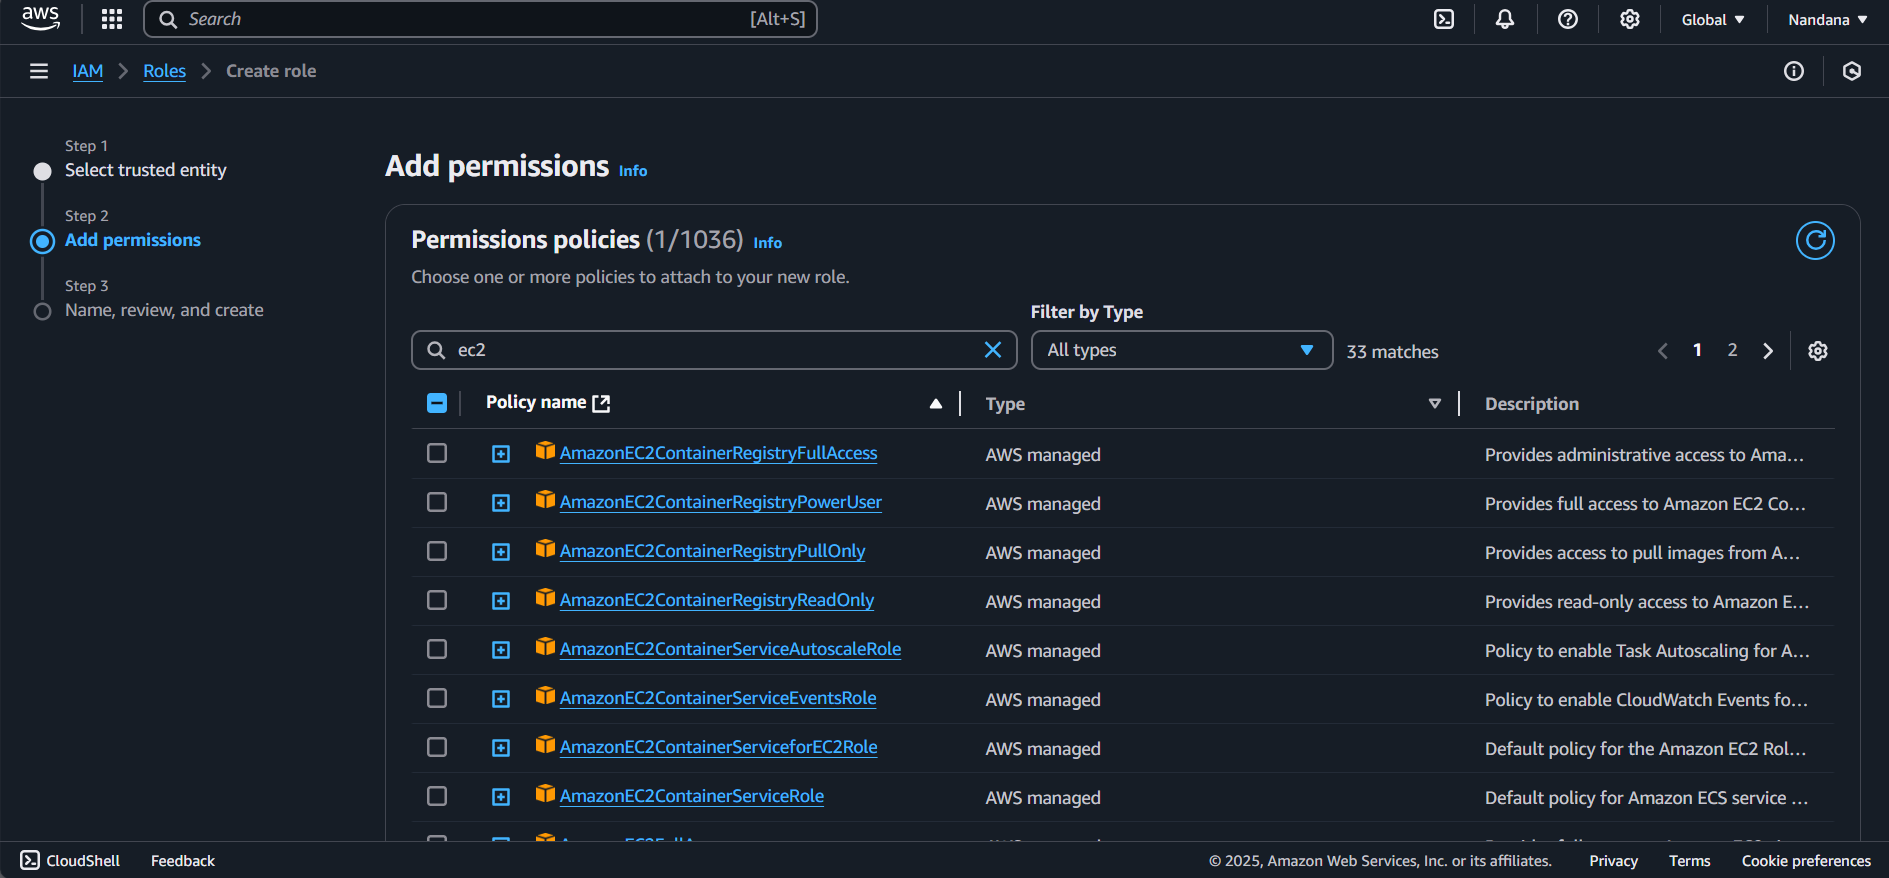 aws
Search [Alt+S]
Global
Nandana
IAM > Roles > Create role
Step 1
Select trusted entity
Step 2
Add permissions
Step 3
Name, review, and create
Add permissions Info
Permissions policies (1/1036) Info
Choose one or more policies to attach to your new role.
Filter by Type
ec2
All types
33 matches
1 2
Policy name Type Description
AmazonEC2ContainerRegistryFullAccess AWS managed Provides administrative access to Ama...
AmazonEC2ContainerRegistryPowerUser AWS managed Provides full access to Amazon EC2 Co...
AmazonEC2ContainerRegistryPullOnly AWS managed Provides access to pull images from A...
AmazonEC2ContainerRegistryReadOnly AWS managed Provides read-only access to Amazon E...
AmazonEC2ContainerServiceAutoscaleRole AWS managed Policy to enable Task Autoscaling for A...
AmazonEC2ContainerServiceEventsRole AWS managed Policy to enable CloudWatch Events fo...
AmazonEC2ContainerServiceforEC2Role AWS managed Default policy for the Amazon EC2 Rol...
AmazonEC2ContainerServiceRole AWS managed Default policy for Amazon ECS service ...
CloudShell Feedback © 2025, Amazon Web Services, Inc. or its affiliates. Privacy Terms Cookie preferences